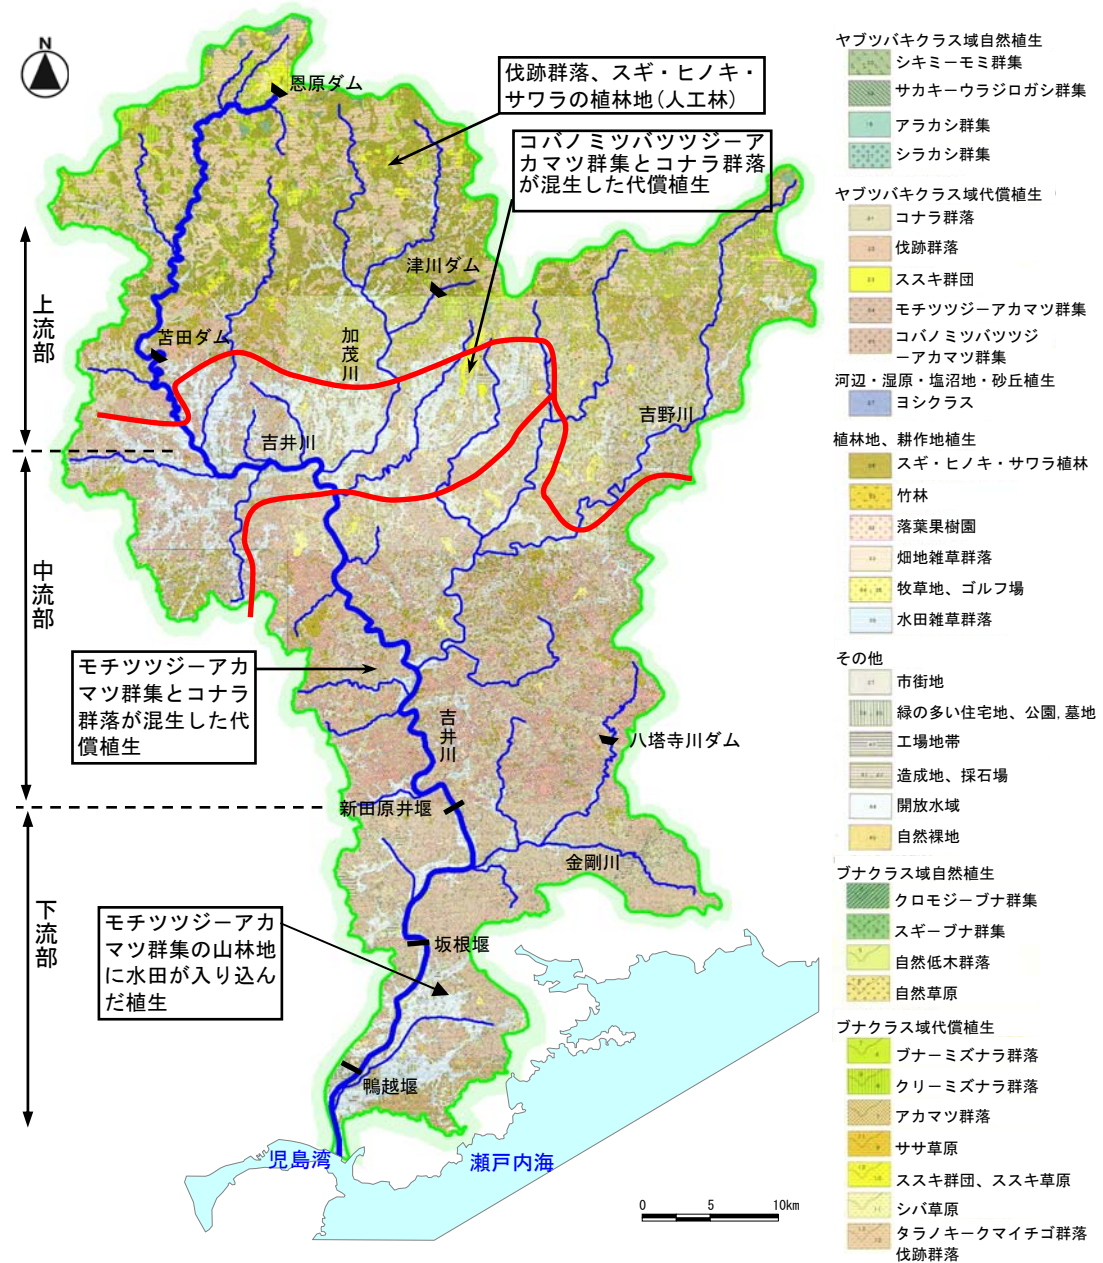 N
恩原ダム
伐跡群落、スギ・ヒノキ・
サワラの植林地(人工林)
コバノミツバツツジーア
カマツ群集とコナラ群落
が混生した代償植生
津川ダム
上流部
苫田ダム
加茂川
吉野川
吉井川
中流部
モチツツジーアカ
マツ群集とコナラ
群落が混生した代
償植生
吉井川
八塔寺川ダム
新田原井堰
金剛川
下流部
モチツツジーアカ
マツ群集の山林地
に水田が入り込ん
だ植生
坂根堰
鴨越堰
児島湾
瀬戸内海
0 5 10km
ヤブツバキクラス域自然植生
シキミーモミ群集
サカキーウラジロガシ群集
アラカシ群集
シラカシ群集
ヤブツバキクラス域代償植生
コナラ群落
伐跡群落
ススキ群団
モチツツジーアカマツ群集
コバノミツバツツジ
ーアカマツ群集
河辺・湿原・塩沼地・砂丘植生
ヨシクラス
植林地、耕作地植生
スギ・ヒノキ・サワラ植林
竹林
落葉果樹園
畑地雑草群落
牧草地、ゴルフ場
水田雑草群落
その他
市街地
緑の多い住宅地、公園,墓地
工場地帯
造成地、採石場
開放水域
自然裸地
ブナクラス域自然植生
クロモジーブナ群集
スギーブナ群集
自然低木群落
自然草原
ブナクラス域代償植生
ブナーミズナラ群落
クリーミズナラ群落
アカマツ群落
ササ草原
ススキ群団、ススキ草原
シバ草原
タラノキークマイチゴ群落
伐跡群落